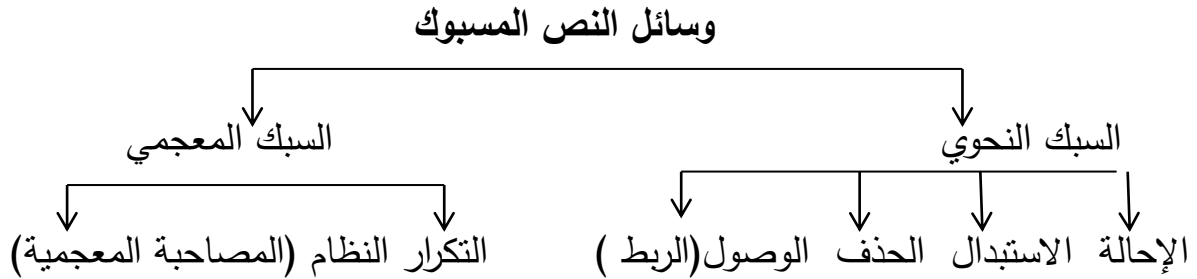 وسائل النص المسبوك
السبك النحوي السبك المعجمي
الإحالة الاستبدال الحذف الوصول(الربط ) التكرار النظام (المصاحبة المعجمية)